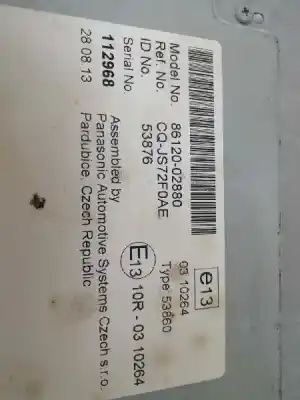 Model No. 86120-02880
Ref. No. CQ-JS72F0AE
ID No. 53876
Serial No.
112968
28 08.13
e13
03 10264
Type 53860
E13 10R - 03 10264
Assembled by
Panasonic Automotive Systems Czech s.r.o.
Pardubice, Czech Republic